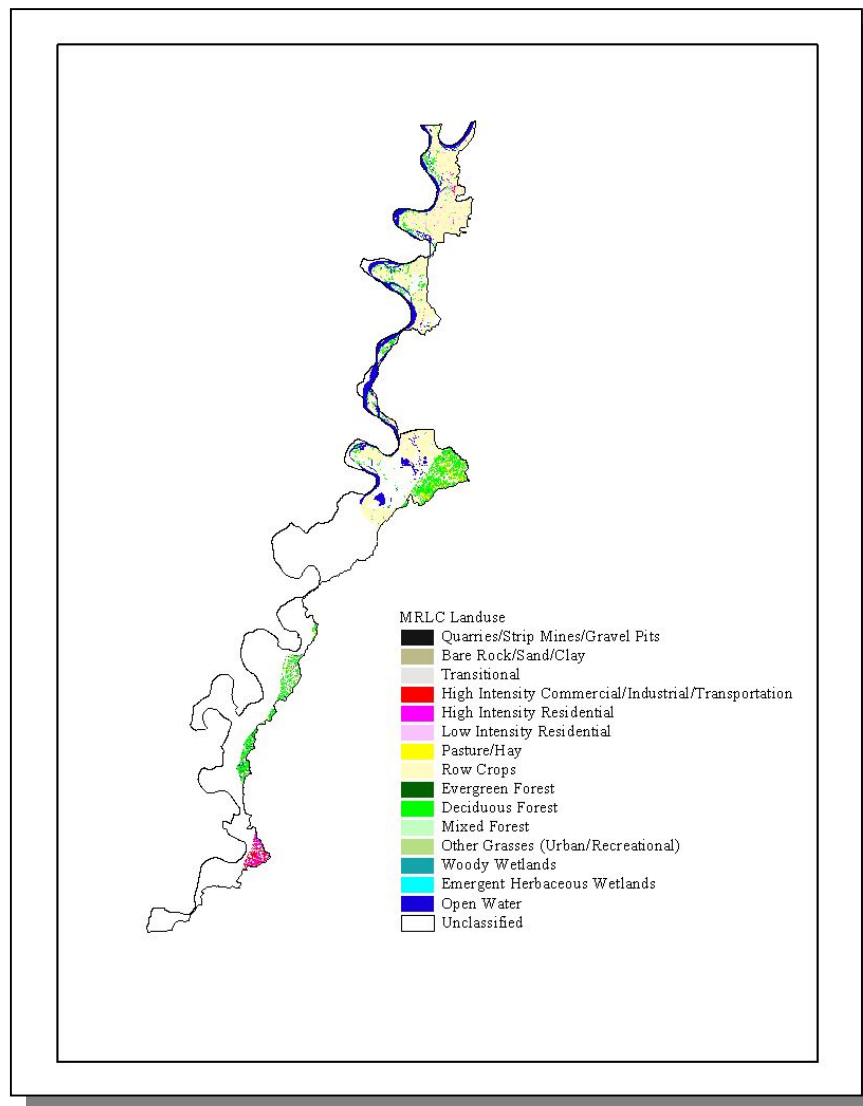 MRLC Landuse
Quarries/Strip Mines/Gravel Pits
Bare Rock/Sand/Clay
Transitional
High Intensity Commercial/Industrial/Transportation
High Intensity Residential
Low Intensity Residential
Pasture/Hay
Row Crops
Evergreen Forest
Deciduous Forest
Mixed Forest
Other Grasses (Urban/Recreational)
Woody Wetlands
Emergent Herbaceous Wetlands
Open Water
Unclassified